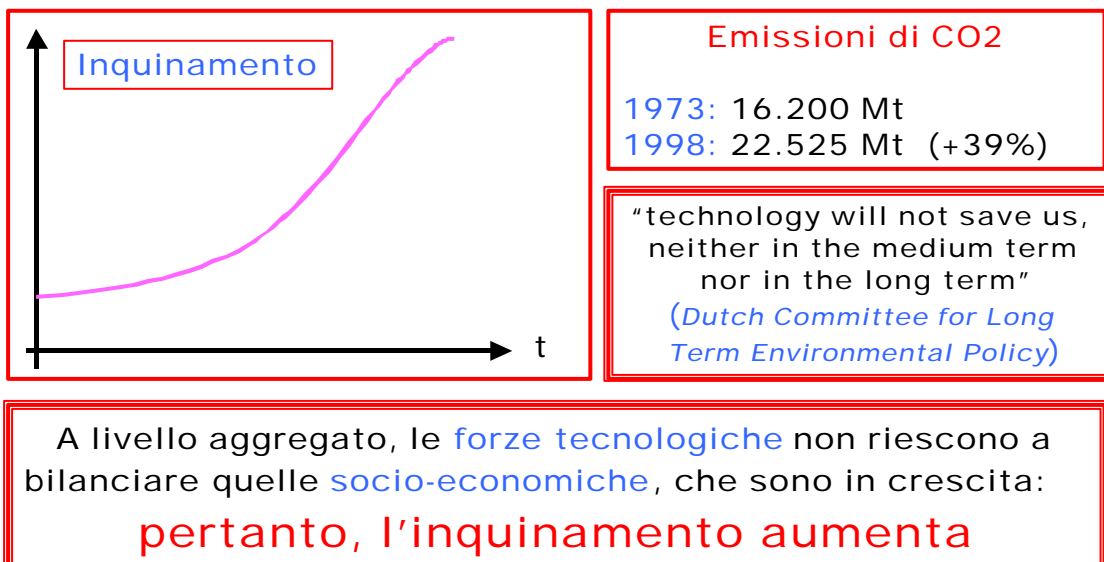 Inquinamento
t
Emissioni di CO2
1973: 16.200 Mt
1998: 22.525 Mt (+39%)
“technology will not save us,
neither in the medium term
nor in the long term”
(Dutch Committee for Long
Term Environmental Policy)
A livello aggregato, le forze tecnologiche non riescono a
bilanciare quelle socio-economiche, che sono in crescita:
pertanto, l’inquinamento aumenta